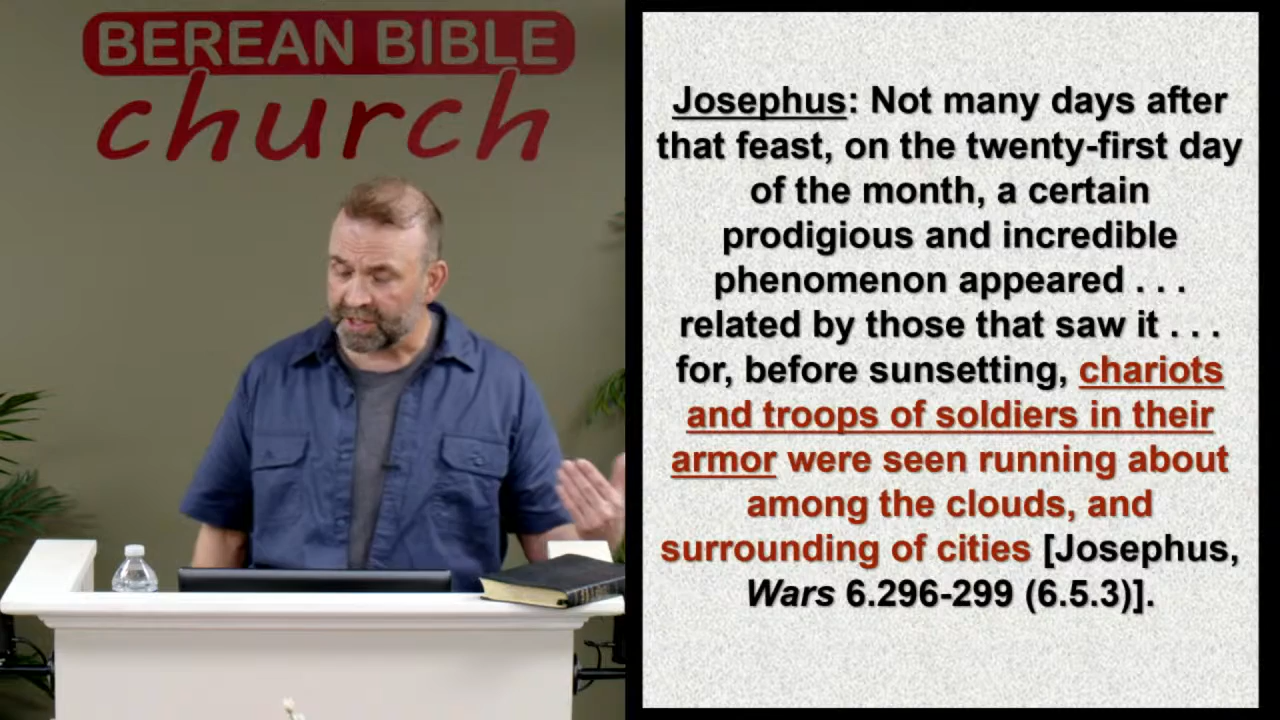 BEREAN BIBLE
church
Josephus: Not many days after
that feast, on the twenty-first day
of the month, a certain
prodigious and incredible
phenomenon appeared . . .
related by those that saw it . . .
for, before sunsetting, chariots
and troops of soldiers in their
armor were seen running about
among the clouds, and
surrounding of cities [Josephus,
Wars 6.296-299 (6.5.3)].